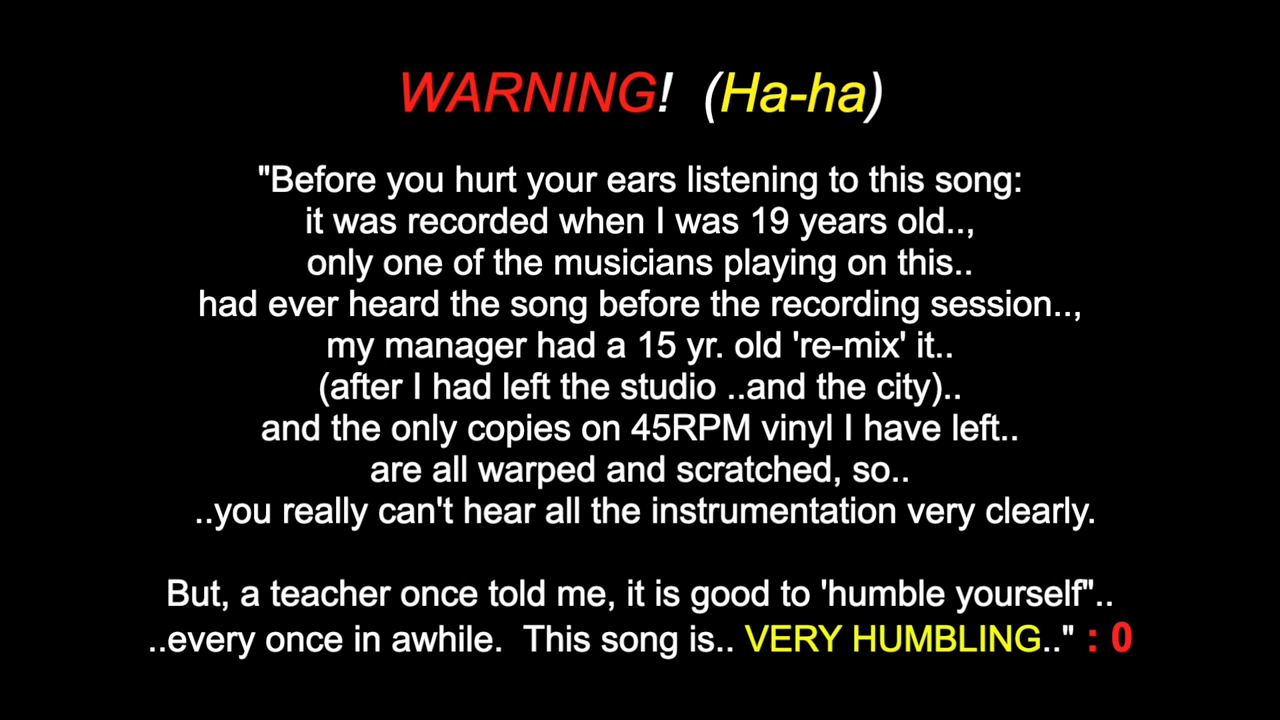 WARNING!  (Ha-ha)
"Before you hurt your ears listening to this song:
it was recorded when I was 19 years old..,
only one of the musicians playing on this..
had ever heard the song before the recording session..,
my manager had a 15 yr. old 're-mix' it..
(after I had left the studio ..and the city)..
and the only copies on 45RPM vinyl I have left..
are all warped and scratched, so..
..you really can't hear all the instrumentation very clearly.
But, a teacher once told me, it is good to 'humble yourself"..
..every once in awhile.  This song is.. VERY HUMBLING.." : 0